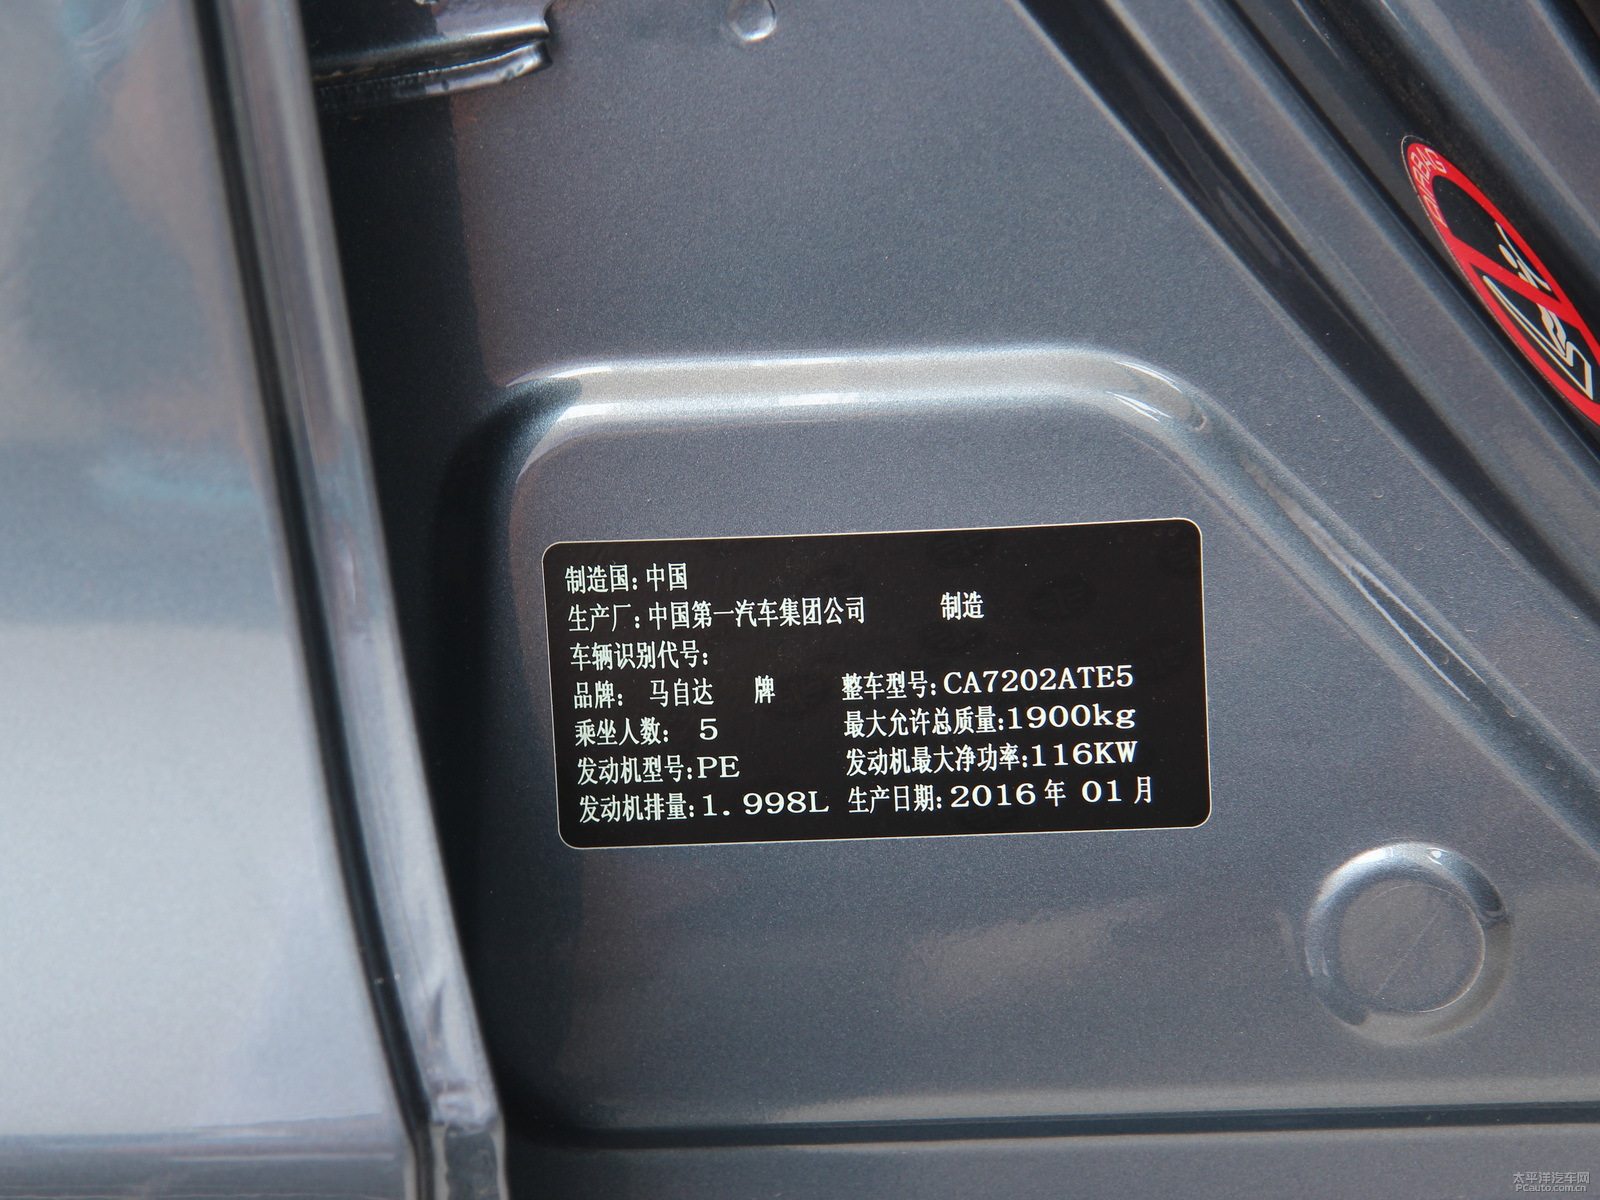 制造国:中国
生产厂:中国第一汽车集团公司 制造
车辆识别代号:
品牌: 马自达 牌 整车型号:CA7202ATE5
乘坐人数: 5 最大允许总质量:1900kg
发动机型号:PE 发动机最大净功率:116KW
发动机排量:1.998L 生产日期:2016年 01月
AIRBAG
太平洋汽车网
PCauto.com.cn